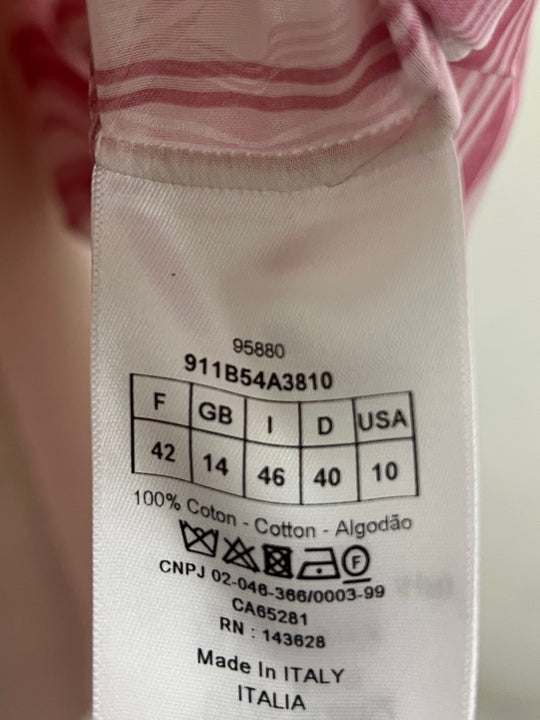 95880
911B54A3810
F GB I D USA
42 14 46 40 10
100% Coton - Cotton - Algodão
F
CNPJ 02-046-366/0003-99
CA65281
RN : 143628
Made In ITALY
ITALIA